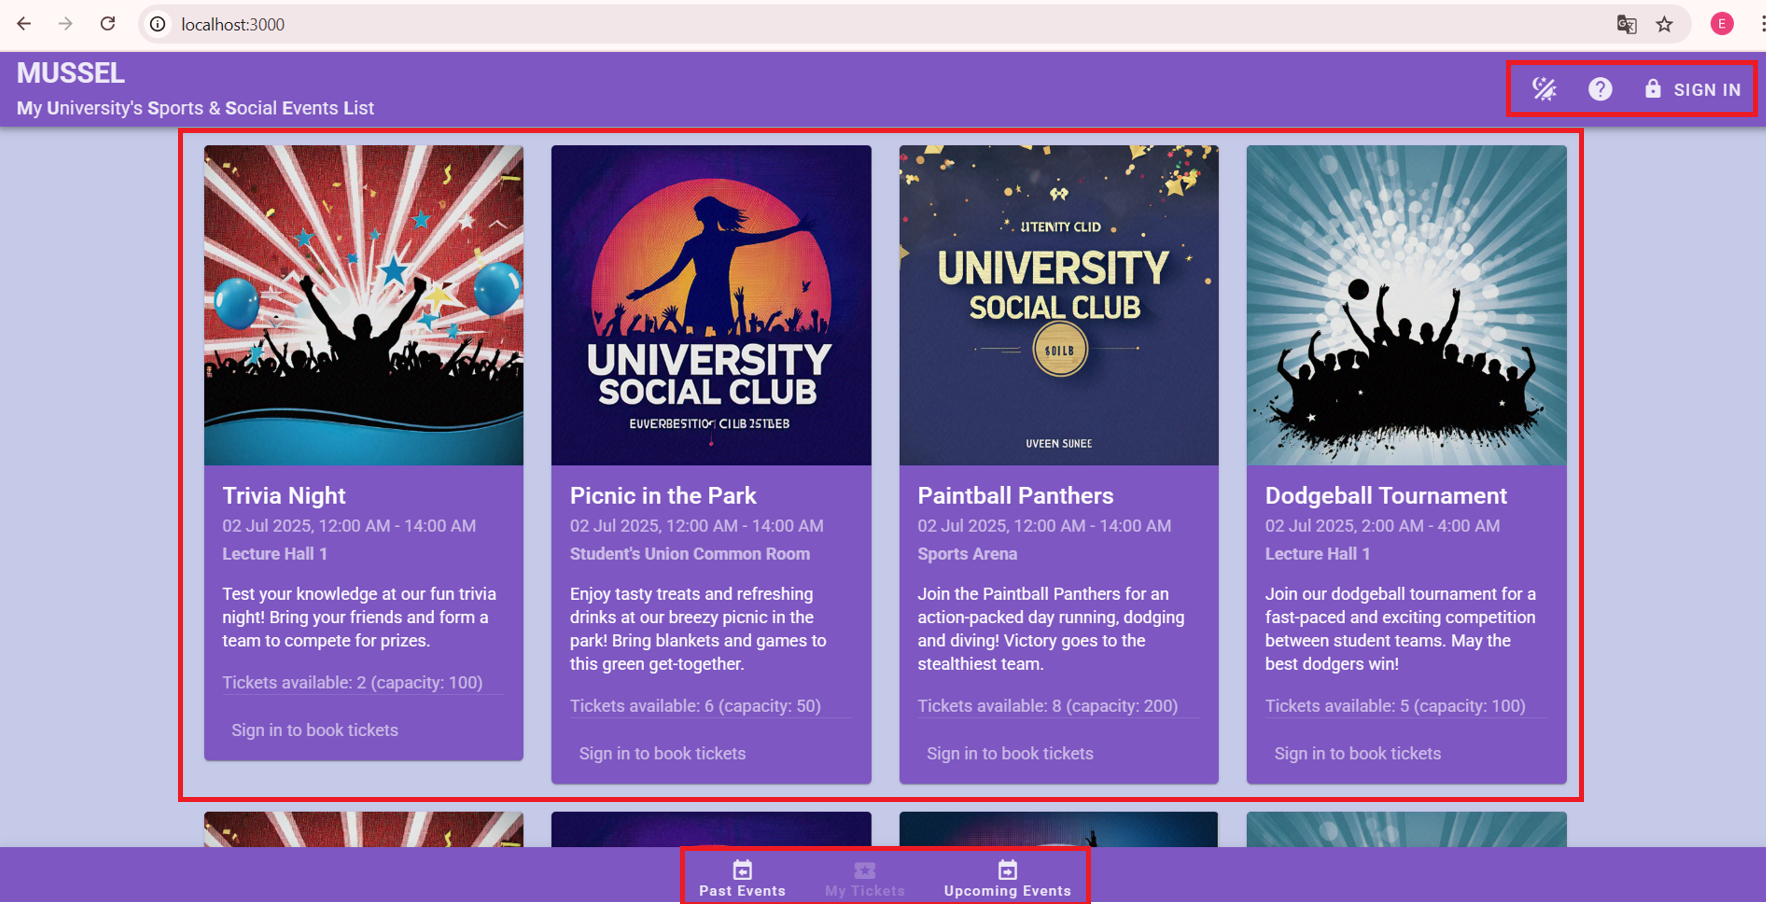 localhost:3000
E
MUSSEL
My University's Sports & Social Events List
SIGN IN
UNIVERSITY
SOCIAL CLUB
UTENITY CLID
UNIVERSITY
SOCIAL CLUB
UVEEN SUNEE
Trivia Night
02 Jul 2025, 12:00 AM - 14:00 AM
Lecture Hall 1
Test your knowledge at our fun trivia
night! Bring your friends and form a
team to compete for prizes.
Tickets available: 2 (capacity: 100)
Sign in to book tickets
Picnic in the Park
02 Jul 2025, 12:00 AM - 14:00 AM
Student's Union Common Room
Enjoy tasty treats and refreshing
drinks at our breezy picnic in the
park! Bring blankets and games to
this green get-together.
Tickets available: 6 (capacity: 50)
Sign in to book tickets
Paintball Panthers
02 Jul 2025, 12:00 AM - 14:00 AM
Sports Arena
Join the Paintball Panthers for an
action-packed day running, dodging
and diving! Victory goes to the
stealthiest team.
Tickets available: 8 (capacity: 200)
Sign in to book tickets
Dodgeball Tournament
02 Jul 2025, 2:00 AM - 4:00 AM
Lecture Hall 1
Join our dodgeball tournament for a
fast-paced and exciting competition
between student teams. May the
best dodgers win!
Tickets available: 5 (capacity: 100)
Sign in to book tickets
Past Events
My Tickets
Upcoming Events